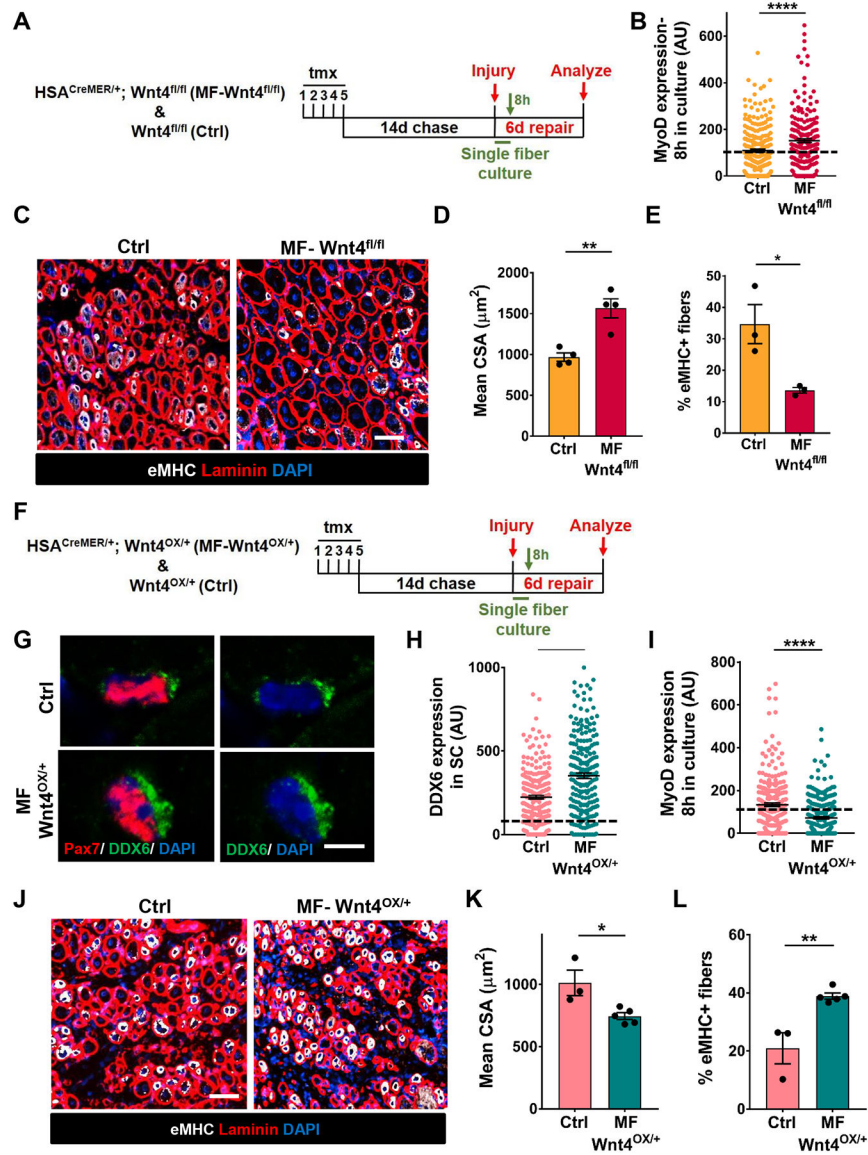 A
tmx
1 2 3 4 5
HSA^CreMER/+; Wnt4^fl/fl (MF-Wnt4^fl/fl)
&
Wnt4^fl/fl (Ctrl)
Injury
Analyze
8h
14d chase
6d repair
Single fiber
culture
B
MyoD expression-
8h in culture (AU)
600
400
200
0
****
Ctrl
MF
Wnt4^fl/fl
C
Ctrl
MF- Wnt4^fl/fl
eMHC Laminin DAPI
D
Mean CSA (μm²)
2000
1500
1000
500
0
**
Ctrl
MF
Wnt4^fl/fl
E
% eMHC+ fibers
50
40
30
20
10
0
*
Ctrl
MF
Wnt4^fl/fl
F
tmx
1 2 3 4 5
HSA^CreMER/+; Wnt4^OX/+ (MF-Wnt4^OX/+)
&
Wnt4^OX/+ (Ctrl)
Injury
Analyze
8h
14d chase
6d repair
Single fiber
culture
G
Ctrl
MF
Wnt4^OX/+
Pax7/ DDX6/ DAPI
DDX6/ DAPI
H
DDX6 expression
in SC (AU)
1000
500
0
Ctrl
MF
Wnt4^OX/+
I
MyoD expression
8h in culture (AU)
800
600
400
200
0
****
Ctrl
MF
Wnt4^OX/+
J
Ctrl
MF- Wnt4^OX/+
eMHC Laminin DAPI
K
Mean CSA (μm²)
1500
1000
500
0
*
Ctrl
MF
Wnt4^OX/+
L
% eMHC+ fibers
60
40
20
0
**
Ctrl
MF
Wnt4^OX/+